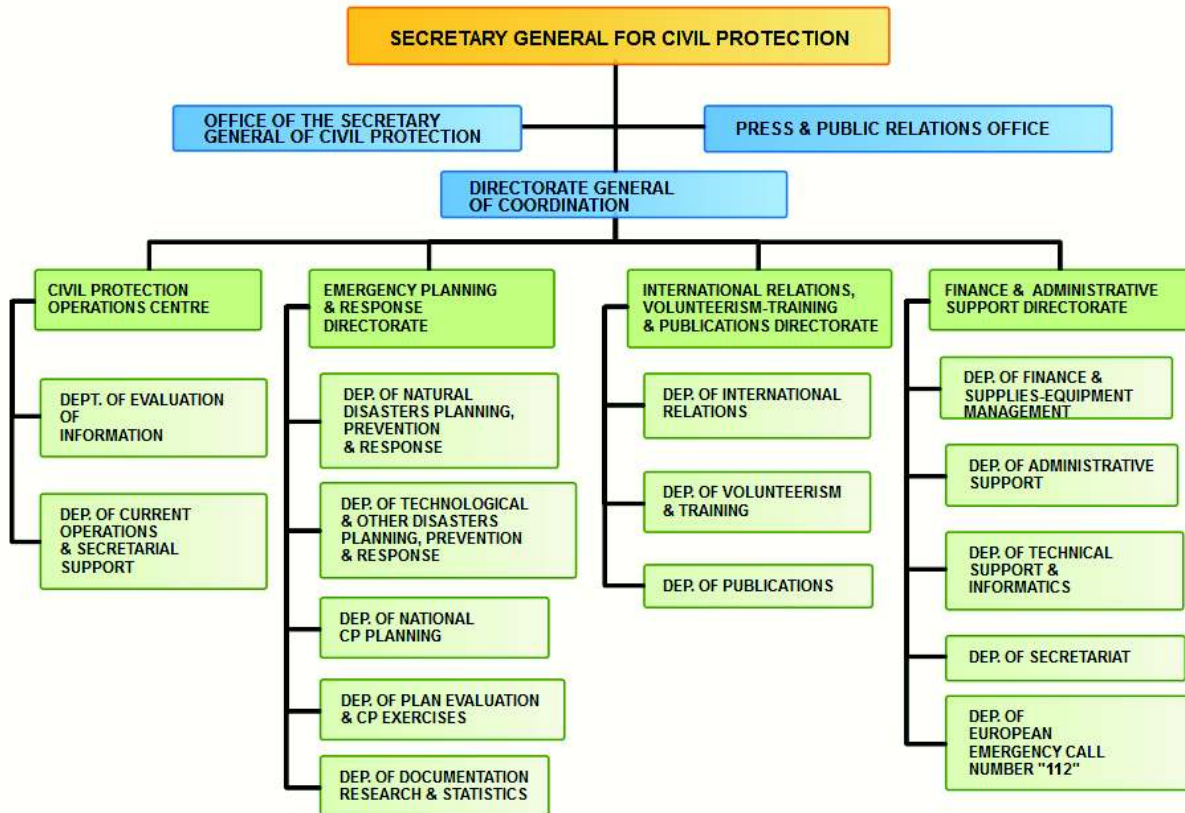 SECRETARY GENERAL FOR CIVIL PROTECTION
OFFICE OF THE SECRETARY
GENERAL OF CIVIL PROTECTION
PRESS & PUBLIC RELATIONS OFFICE
DIRECTORATE GENERAL
OF COORDINATION
CIVIL PROTECTION
OPERATIONS CENTRE
DEPT. OF EVALUATION
OF
INFORMATION
DEP. OF CURRENT
OPERATIONS
& SECRETARIAL
SUPPORT
EMERGENCY PLANNING
& RESPONSE
DIRECTORATE
DEP. OF NATURAL
DISASTERS PLANNING,
PREVENTION
& RESPONSE
DEP. OF TECHNOLOGICAL
& OTHER DISASTERS
PLANNING, PREVENTION
& RESPONSE
DEP. OF NATIONAL
CP PLANNING
DEP. OF PLAN EVALUATION
& CP EXERCISES
DEP. OF DOCUMENTATION
RESEARCH & STATISTICS
INTERNATIONAL RELATIONS,
VOLUNTEERISM-TRAINING
& PUBLICATIONS DIRECTORATE
DEP. OF INTERNATIONAL
RELATIONS
DEP. OF VOLUNTEERISM
& TRAINING
DEP. OF PUBLICATIONS
FINANCE & ADMINISTRATIVE
SUPPORT DIRECTORATE
DEP. OF FINANCE &
SUPPLIES-EQUIPMENT
MANAGEMENT
DEP. OF ADMINISTRATIVE
SUPPORT
DEP. OF TECHNICAL
SUPPORT &
INFORMATICS
DEP. OF SECRETARIAT
DEP. OF
EUROPEAN
EMERGENCY CALL
NUMBER "112"